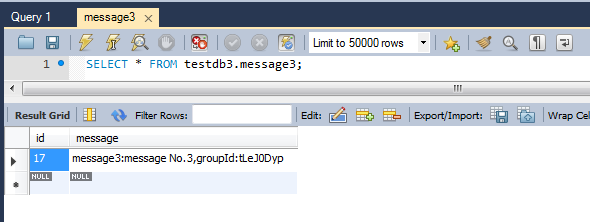 Query 1 message3
Limit to 50000 rows
1 SELECT * FROM testdb3.message3;
Result Grid Filter Rows: Edit: Export/Import: Wrap Cel
id message
17 message3:message No.3,groupId:tLeJ0Dyp
NULL NULL